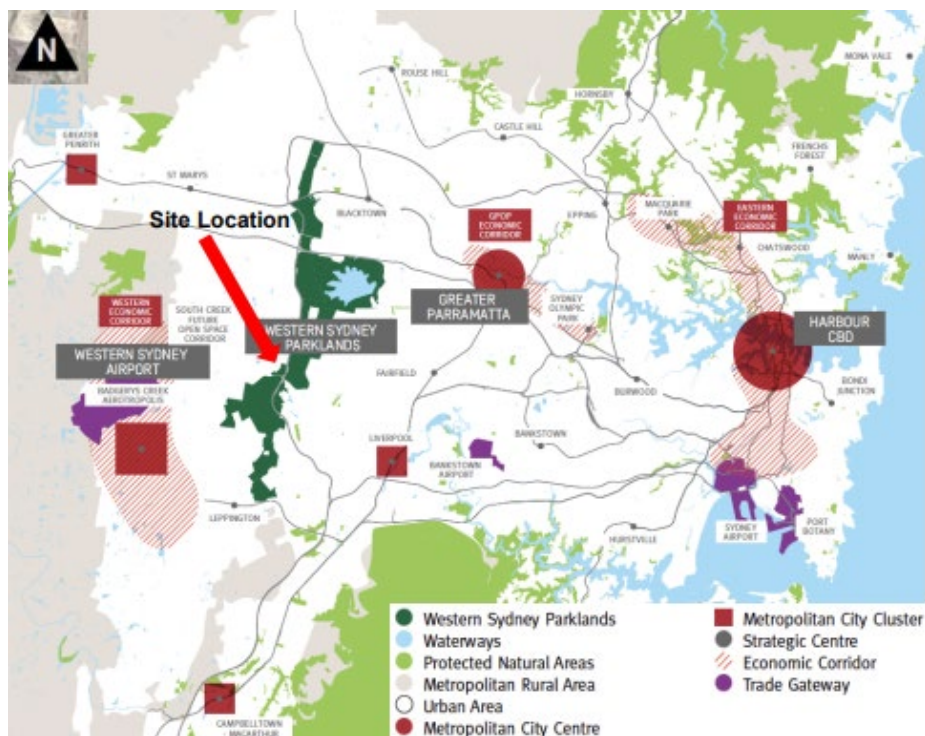 N
MONA VALE
ROUSE HILL
HORNSBY
CASTLE HILL
GREATER
PENRITH
FRENCHS
FOREST
ST MARYS
BLACKTOWN
EPPING
MACQUARIE
PARK
EASTERN
ECONOMIC
CORRIDOR
Site Location
GPOP
ECONOMIC
CORRIDOR
CHATSWOOD
MANLY
WESTERN
ECONOMIC
CORRIDOR
SOUTH CREEK
FUTURE
OPEN SPACE
CORRIDOR
GREATER
PARRAMATTA
SYDNEY
OLYMPIC
PARK
HARBOUR
CBD
WESTERN SYDNEY
PARKLANDS
WESTERN SYDNEY
AIRPORT
BADGERYS CREEK
AEROTROPOLIS
FAIRFIELD
BURWOOD
BONDI
JUNCTION
LIVERPOOL
BANKSTOWN
BANKSTOWN
AIRPORT
LEPPINGTON
HURSTVILLE
SYDNEY
AIRPORT
PORT
BOTANY
CAMPBELLTOWN
- MACARTHUR
Western Sydney Parklands
Waterways
Protected Natural Areas
Metropolitan Rural Area
Urban Area
Metropolitan City Centre
Metropolitan City Cluster
Strategic Centre
Economic Corridor
Trade Gateway